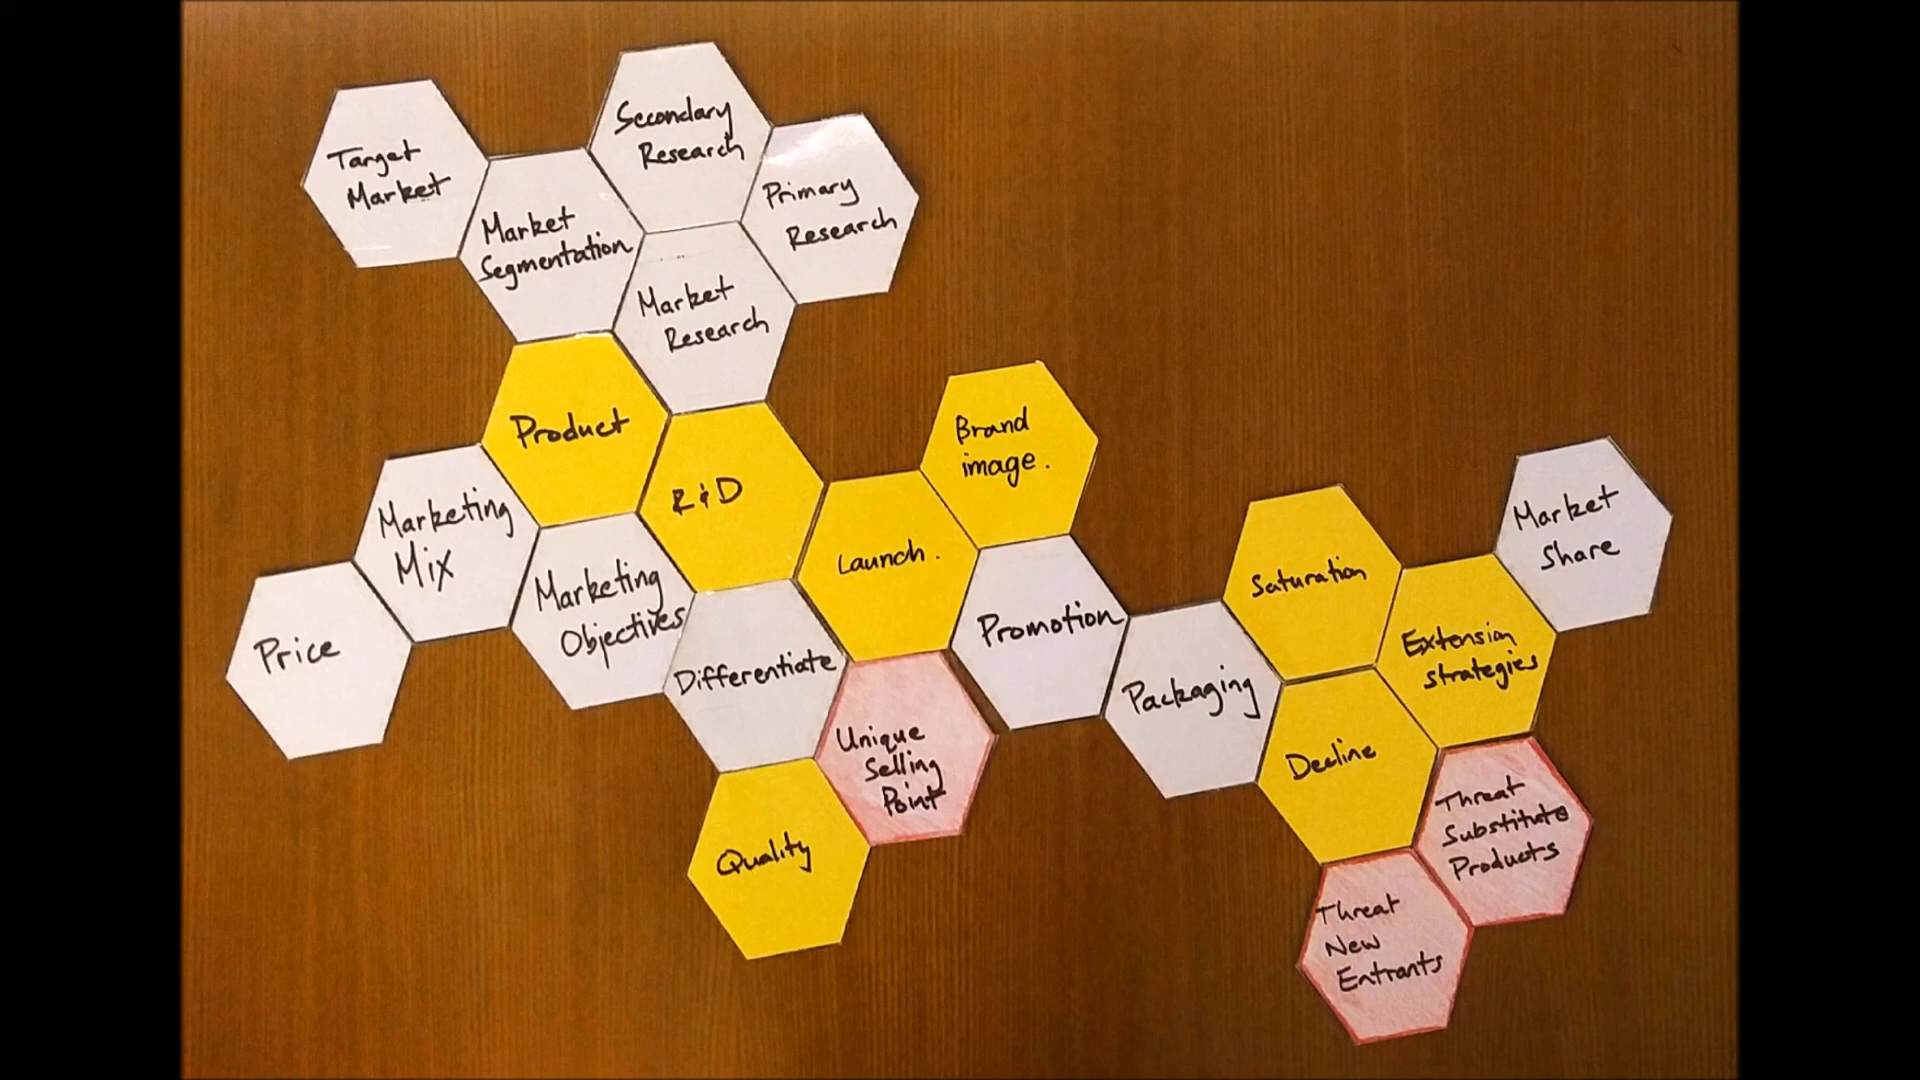 Target
Market
Secondary
Research
Primary
Research
Market
Segmentation
Market
Research
Product
R&D
Brand
image.
Marketing
Mix
Marketing
Objectives
Launch.
Price
Differentiate
Promotion
Unique
Selling
Point
Quality
Packaging
Saturation
Market
Share
Extension
strategies
Decline
Threat
Substitute
Products
Threat
New
Entrants